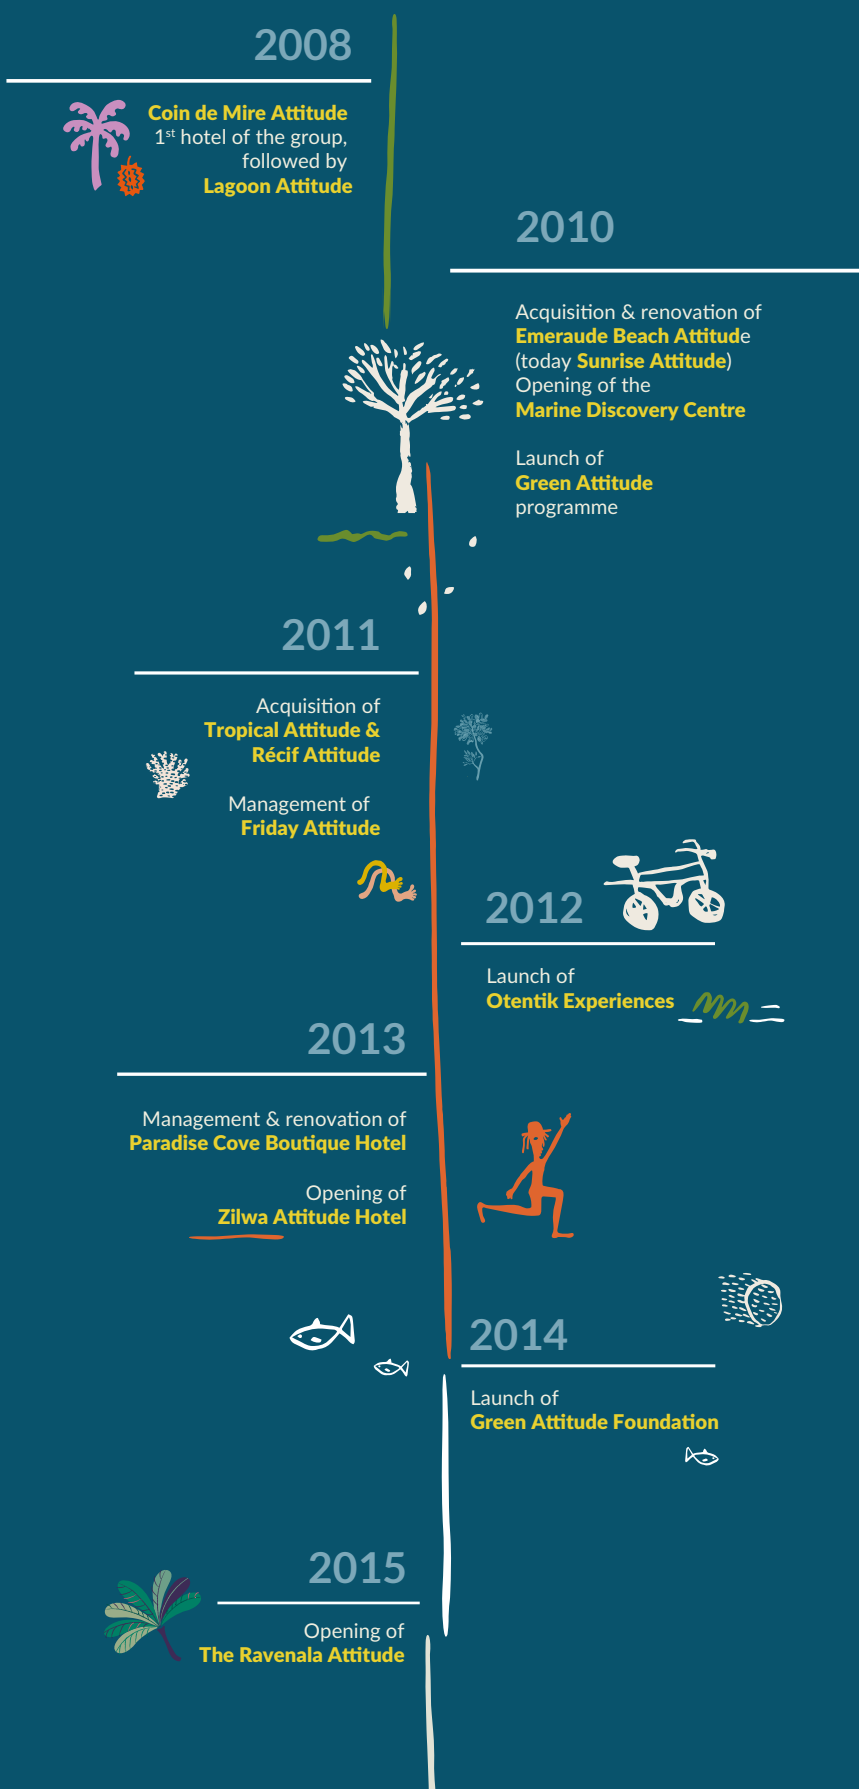 2008
Coin de Mire Attitude
1st hotel of the group,
followed by
Lagoon Attitude
2010
Acquisition & renovation of
Emeraude Beach Attitude
(today Sunrise Attitude)
Opening of the
Marine Discovery Centre
Launch of
Green Attitude
programme
2011
Acquisition of
Tropical Attitude &
Récif Attitude
Management of
Friday Attitude
2012
Launch of
Otentik Experiences
2013
Management & renovation of
Paradise Cove Boutique Hotel
Opening of
Zilwa Attitude Hotel
2014
Launch of
Green Attitude Foundation
2015
Opening of
The Ravenala Attitude